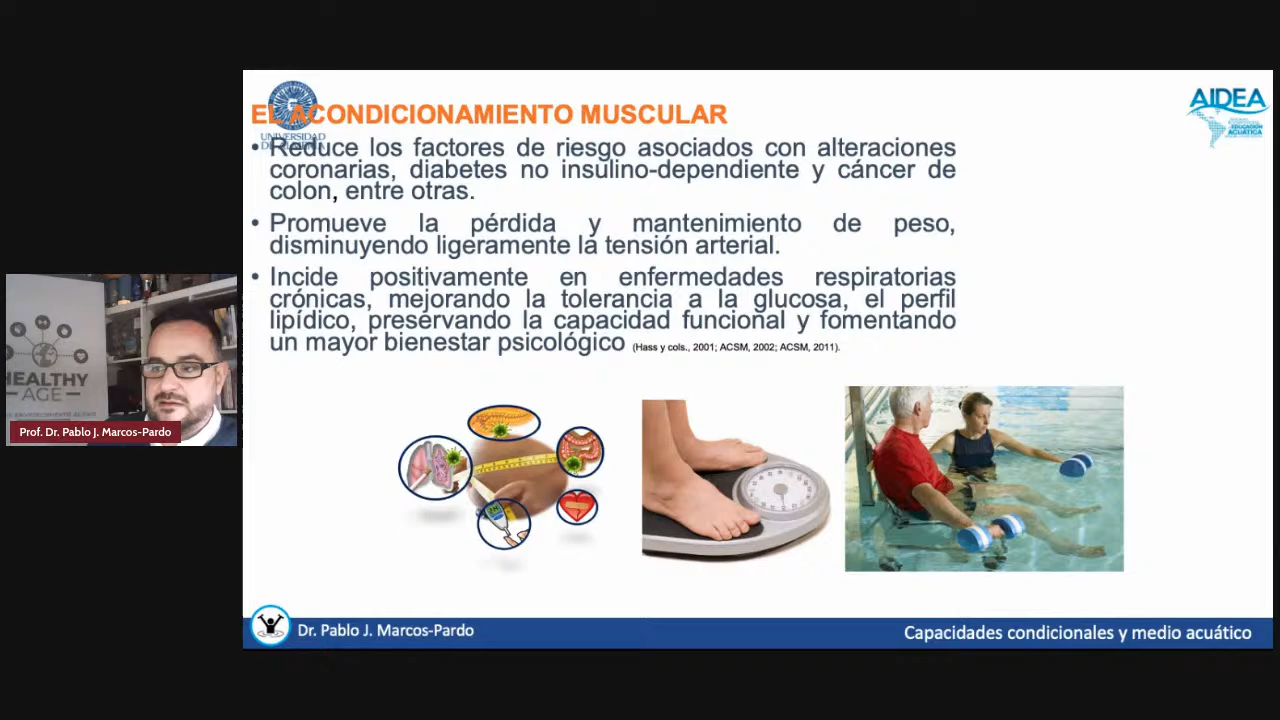 EL ACONDICIONAMIENTO MUSCULAR
UNIVERSIDAD
AIDEA
EDUCACIÓN
ACUÁTICA
• Reduce los factores de riesgo asociados con alteraciones
coronarias, diabetes no insulino-dependiente y cáncer de
colon, entre otras.
• Promueve la pérdida y mantenimiento de peso,
disminuyendo ligeramente la tensión arterial.
• Incide positivamente en enfermedades respiratorias
crónicas, mejorando la tolerancia a la glucosa, el perfil
lipídico, preservando la capacidad funcional y fomentando
un mayor bienestar psicológico (Hass y cols., 2001; ACSM, 2002; ACSM, 2011).
HEALTHY
AGE
Prof. Dr. Pablo J. Marcos-Pardo
Dr. Pablo J. Marcos-Pardo
Capacidades condicionales y medio acuático